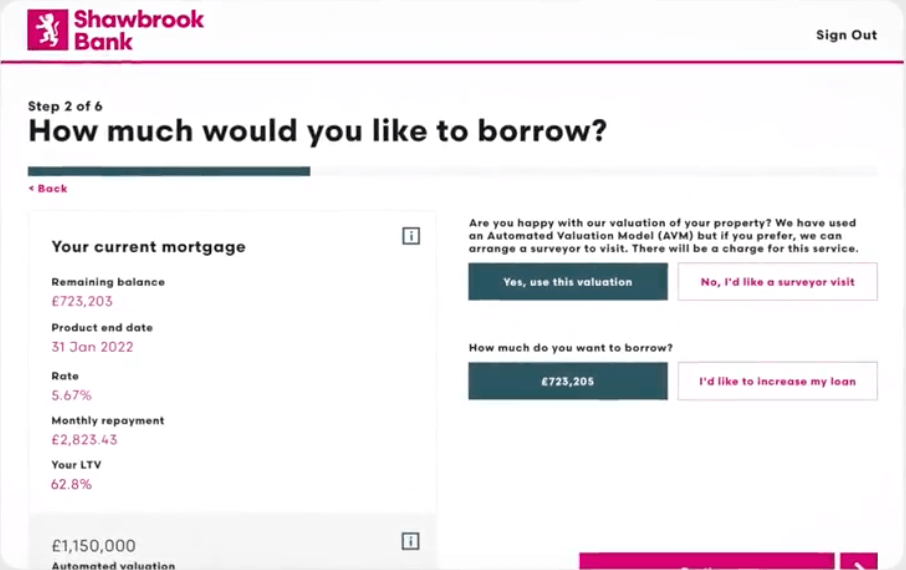 Shawbrook
Bank
Sign Out
Step 2 of 6
How much would you like to borrow?
< Back
Your current mortgage
Remaining balance
£723,203
Product end date
31 Jan 2022
Rate
5.67%
Monthly repayment
£2,823.43
Your LTV
62.8%
£1,150,000
Automated valuation
Are you happy with our valuation of your property? We have used
an Automated Valuation Model (AVM) but if you prefer, we can
arrange a surveyor to visit. There will be a charge for this service.
Yes, use this valuation
No, I'd like a surveyor visit
How much do you want to borrow?
£723,205
I'd like to increase my loan